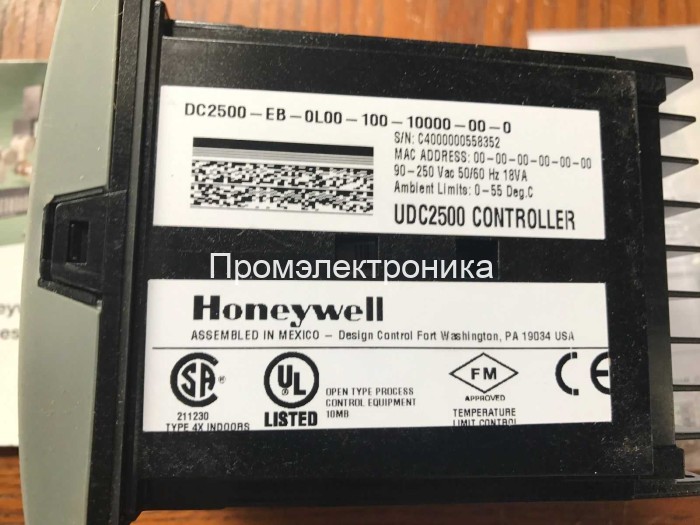 DC2500-EB-0L00-100-10000-00-0
S/N: C4000000558352
MAC ADDRESS: 00-00-00-00-00-00
90-250 Vac 50/60 Hz 18VA
Ambient Limits: 0-55 Deg.C
UDC2500 CONTROLLER
Промэлектроника
Honeywell
ASSEMBLED IN MEXICO - Design Control Fort Washington, PA 19034 USA
SA
211230
TYPE 4X INDOORS
UL
LISTED
OPEN TYPE PROCESS
CONTROL EQUIPMENT
10MB
FM
APPROVED
TEMPERATURE
LIMIT CONTROL
CE